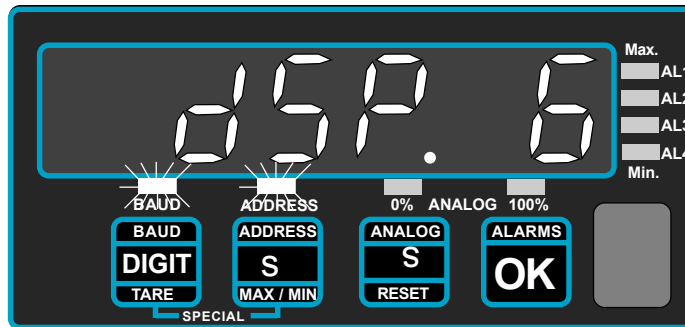 dSP. 6
Max.
AL1
AL2
AL3
AL4
Min.
BAUD ADDRESS 0% ANALOG 100%
BAUD ADDRESS ANALOG ALARMS
DIGIT S S OK
TARE MAX / MIN RESET
SPECIAL